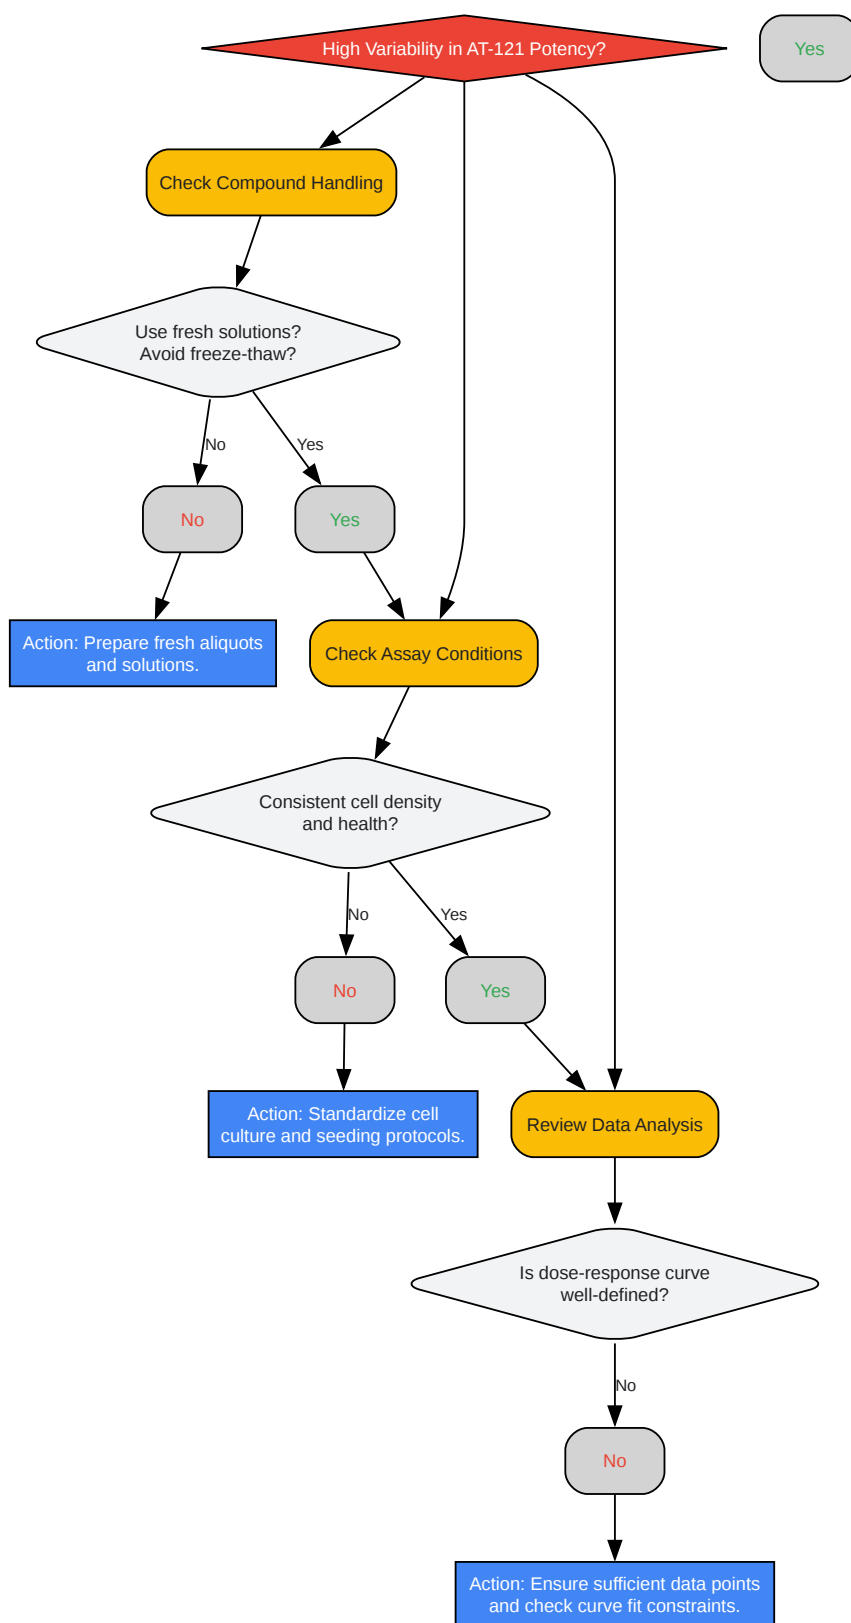 High Variability in AT-121 Potency?
Yes
Check Compound Handling
Use fresh solutions?
Avoid freeze-thaw?
No
Yes
No
Yes
Action: Prepare fresh aliquots
and solutions.
Check Assay Conditions
Consistent cell density
and health?
No
Yes
No
Yes
Action: Standardize cell
culture and seeding protocols.
Review Data Analysis
Is dose-response curve
well-defined?
No
No
Action: Ensure sufficient data points
and check curve fit constraints.